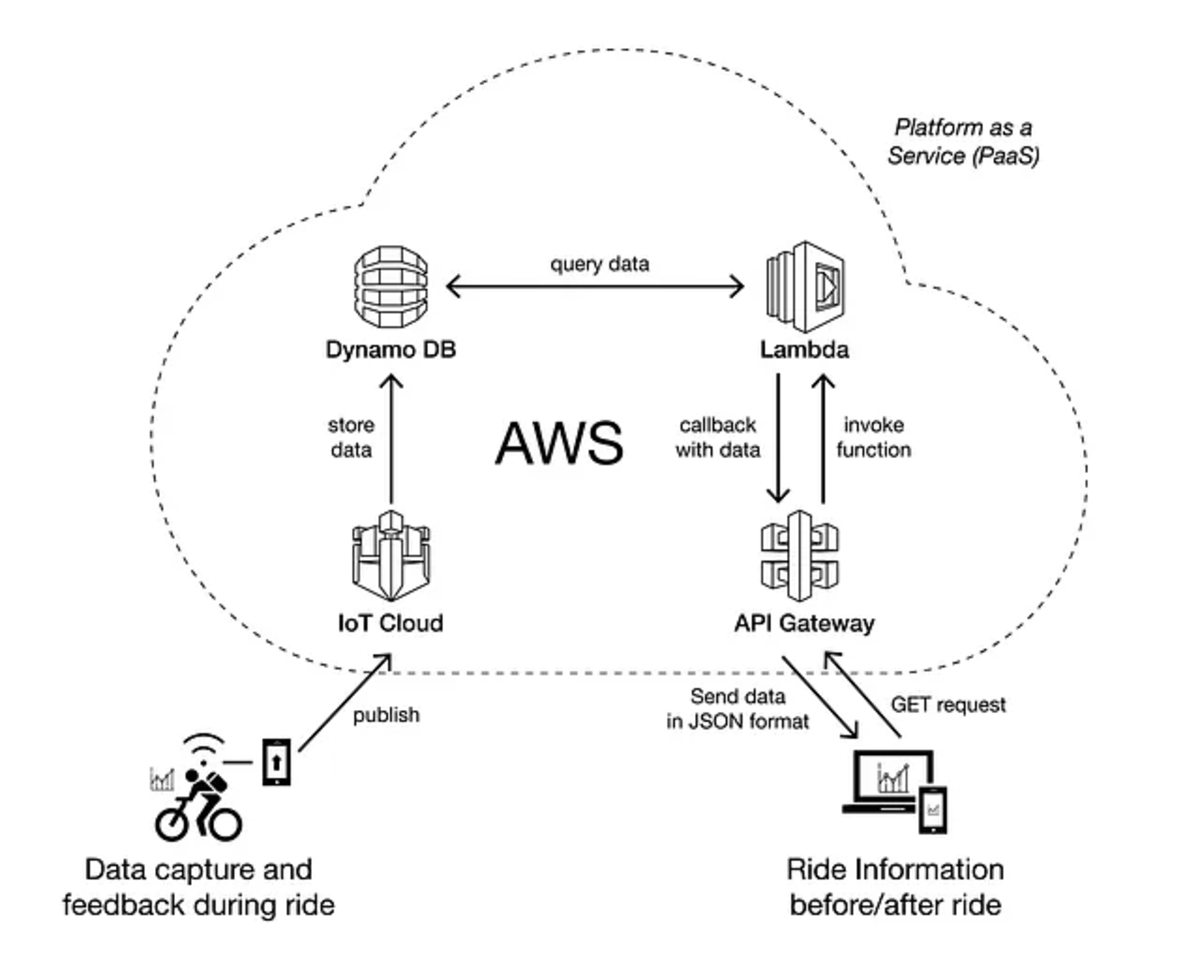 Platform as a
Service (PaaS)
query data
Dynamo DB
Lambda
store
data
AWS
callback
with data
invoke
function
IoT Cloud
API Gateway
publish
Send data
in JSON format
GET request
Data capture and
feedback during ride
Ride Information
before/after ride